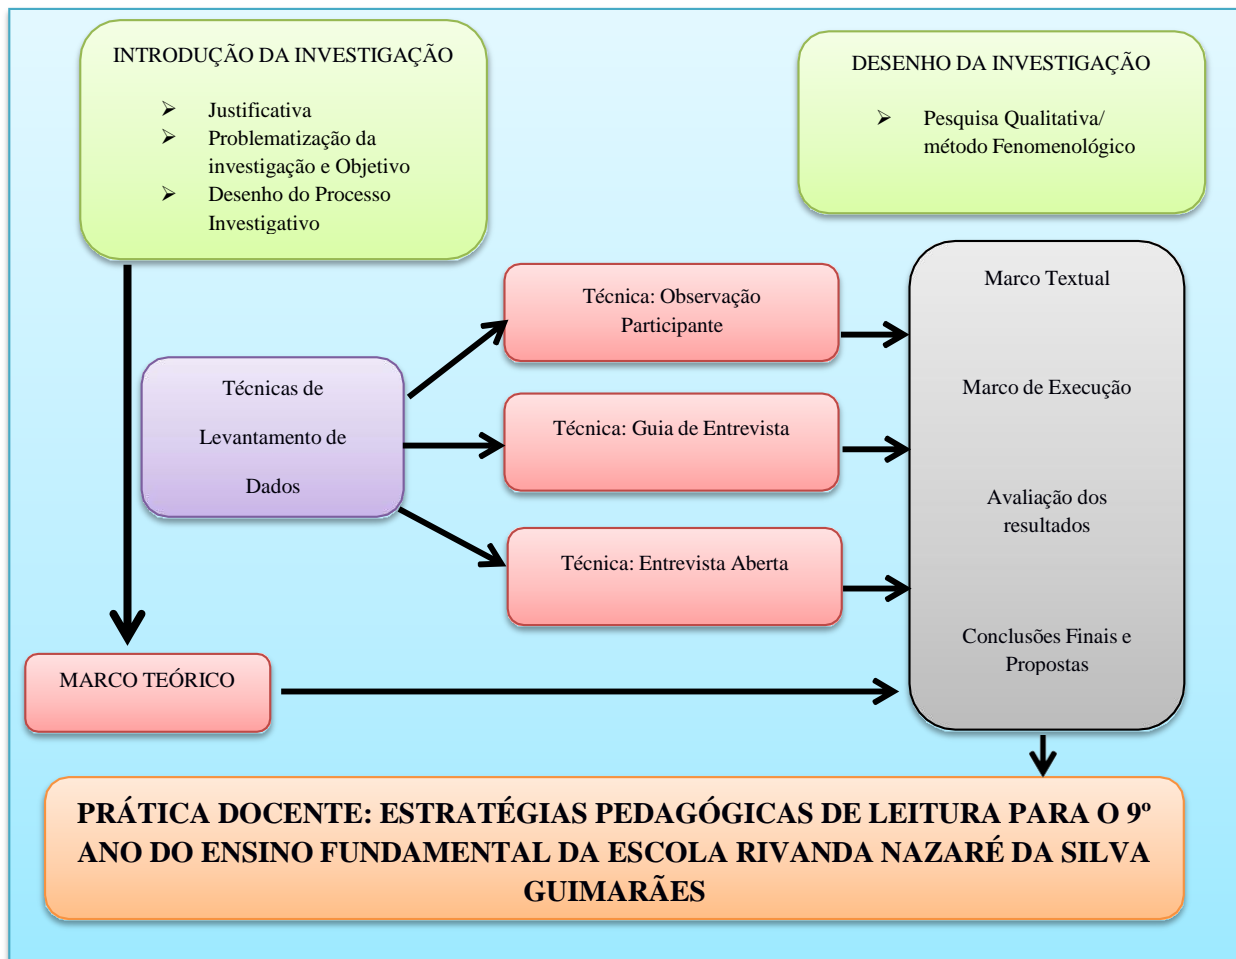 INTRODUÇÃO DA INVESTIGAÇÃO
➢ Justificativa
➢ Problematização da
investigação e Objetivo
➢ Desenho do Processo
Investigativo
DESENHO DA INVESTIGAÇÃO
➢ Pesquisa Qualitativa/
método Fenomenológico
Técnicas de
Levantamento de
Dados
Técnica: Observação
Participante
Técnica: Guia de Entrevista
Técnica: Entrevista Aberta
Marco Textual
Marco de Execução
Avaliação dos
resultados
Conclusões Finais e
Propostas
MARCO TEÓRICO
PRÁTICA DOCENTE: ESTRATÉGIAS PEDAGÓGICAS DE LEITURA PARA O 9º
ANO DO ENSINO FUNDAMENTAL DA ESCOLA RIVANDA NAZARÉ DA SILVA
GUIMARÃES